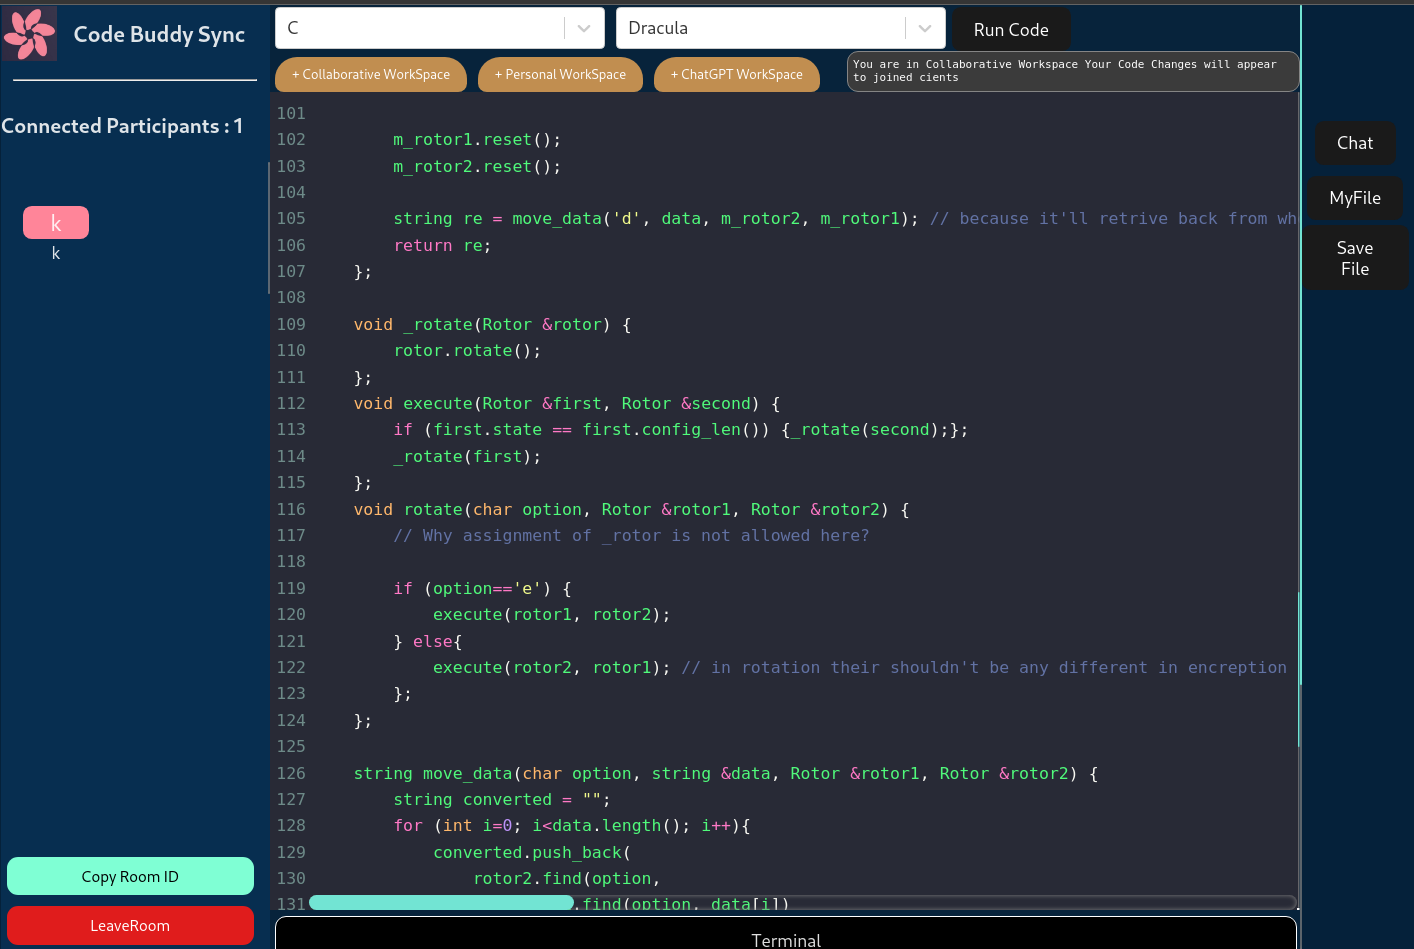 Code Buddy Sync
Connected Participants : 1
k
k
Copy Room ID
LeaveRoom
C
Dracula
Run Code
+ Collaborative WorkSpace
+ Personal WorkSpace
+ ChatGPT WorkSpace
You are in Collaborative Workspace Your Code Changes will appear
to joined cients
101
102         m_rotor1.reset();
103         m_rotor2.reset();
104
105         string re = move_data('d', data, m_rotor2, m_rotor1); // because it'll retrive back from wh
106         return re;
107     };
108
109     void _rotate(Rotor &rotor) {
110         rotor.rotate();
111     };
112     void execute(Rotor &first, Rotor &second) {
113         if (first.state == first.config_len()) {_rotate(second);};
114         _rotate(first);
115     };
116     void rotate(char option, Rotor &rotor1, Rotor &rotor2) {
117         // Why assignment of _rotor is not allowed here?
118
119         if (option=='e') {
120             execute(rotor1, rotor2);
121         } else{
122             execute(rotor2, rotor1); // in rotation their shouldn't be any different in encreption
123         };
124     };
125
126     string move_data(char option, string &data, Rotor &rotor1, Rotor &rotor2) {
127         string converted = "";
128         for (int i=0; i<data.length(); i++){
129             converted.push_back(
130                 rotor2.find(option,
131 .find(option, data[i])
Terminal
Chat
MyFile
Save
File